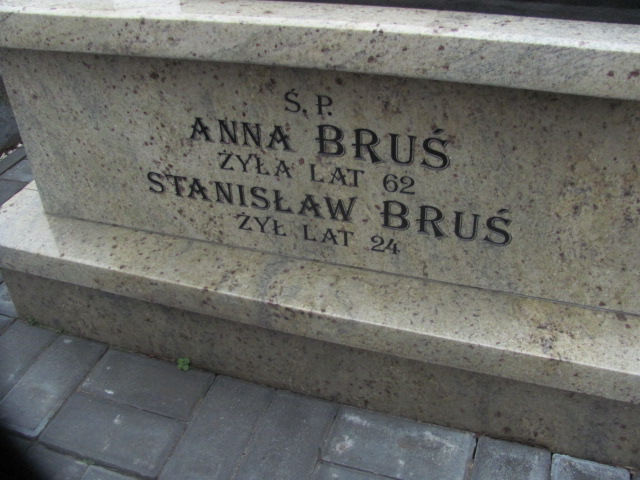 Ś. P.
ANNA BRUŚ
ŻYŁA LAT 62
STANISŁAW BRUŚ
ŻYŁ LAT 24